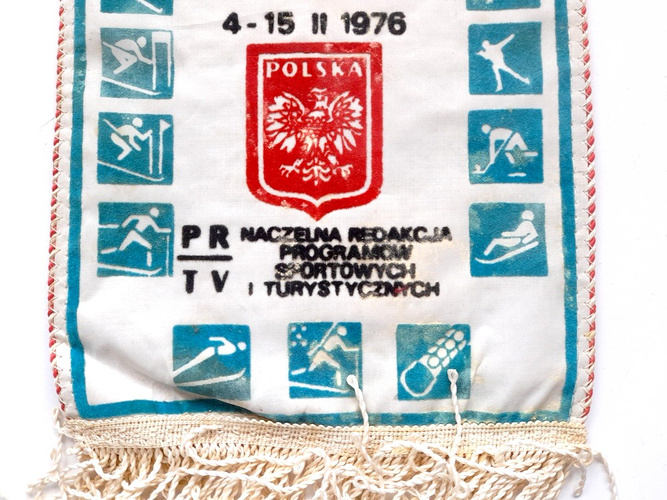 4-15 II 1976
POLSKA
PR
TV
NACZELNA REDAKCJA
PROGRAMÓW
SPORTOWYCH
I TURYSTYCZNYCH